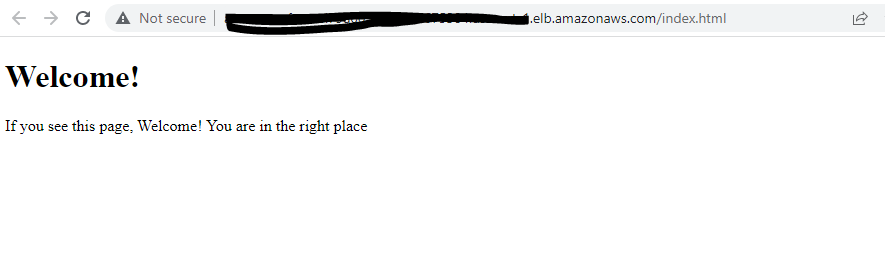 Not secure
.elb.amazonaws.com/index.html
Welcome!
If you see this page, Welcome! You are in the right place